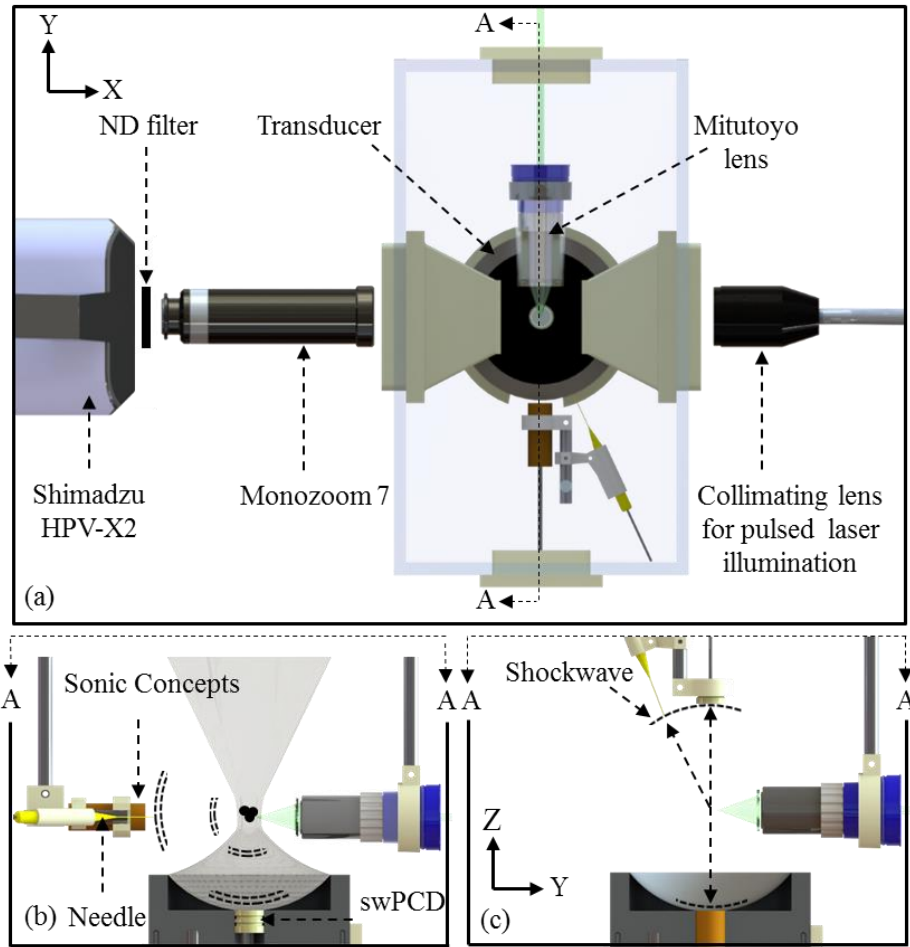 A
Y
X
ND filter
Transducer
Mitutoyo
lens
Shimadzu
HPV-X2
Monozoom 7
Collimating lens
for pulsed laser
illumination
A
(a)
A
Sonic Concepts
A
(b)
Needle
swPCD
A
Shockwave
A
Z
Y
(c)